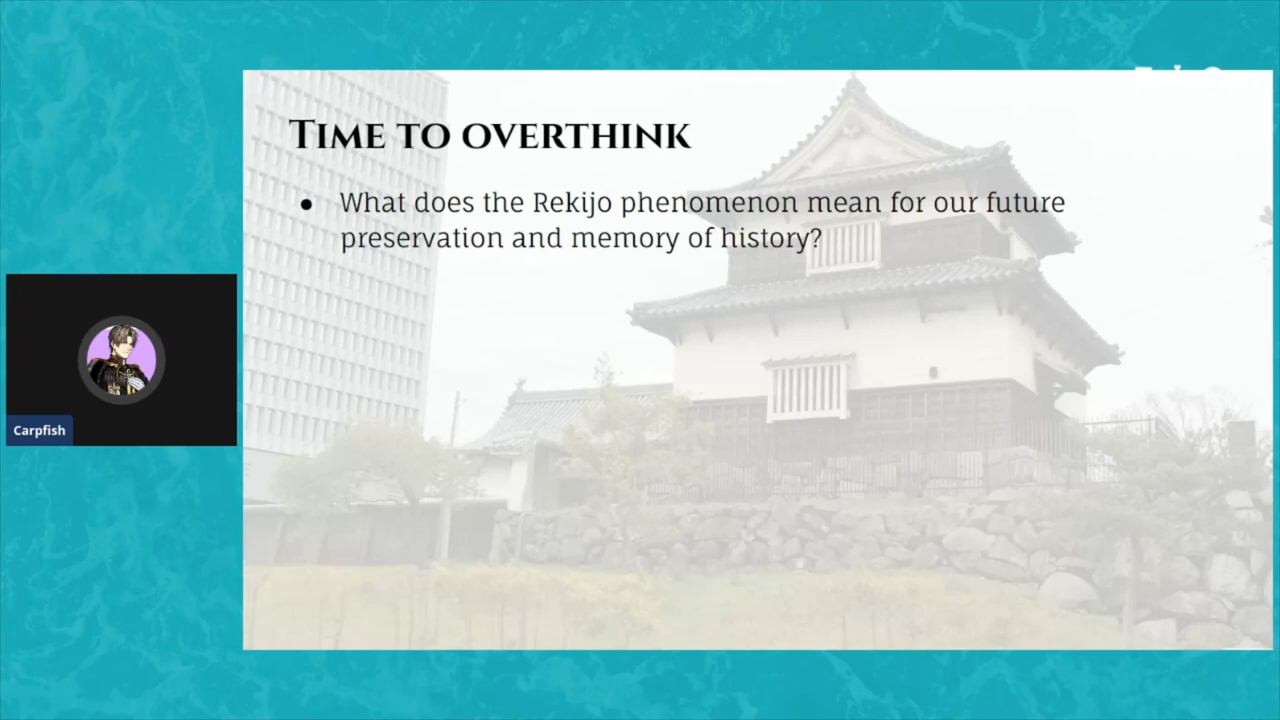 Time to overthink
● What does the Rekijo phenomenon mean for our future
preservation and memory of history?
Carpfish